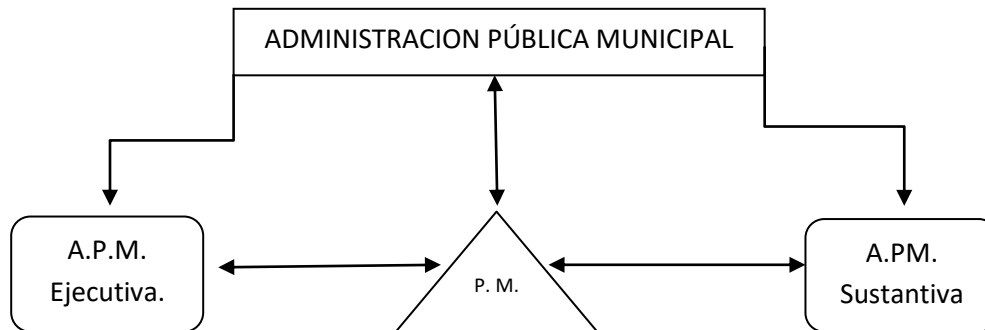 ADMINISTRACION PÚBLICA MUNICIPAL
A.P.M.
Ejecutiva.
P. M.
A.PM.
Sustantiva